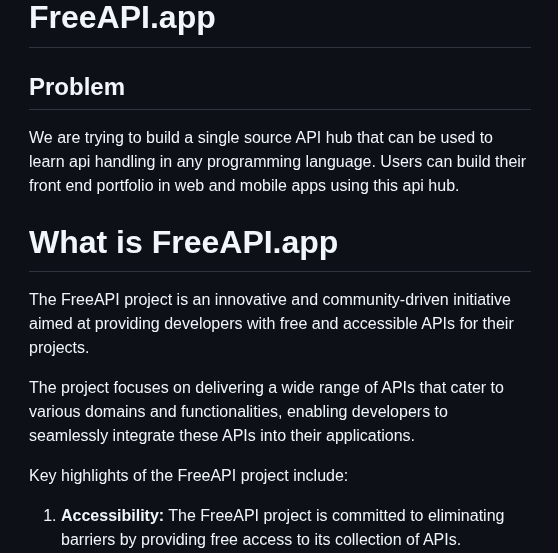 FreeAPI.app
Problem
We are trying to build a single source API hub that can be used to
learn api handling in any programming language. Users can build their
front end portfolio in web and mobile apps using this api hub.
What is FreeAPI.app
The FreeAPI project is an innovative and community-driven initiative
aimed at providing developers with free and accessible APIs for their
projects.
The project focuses on delivering a wide range of APIs that cater to
various domains and functionalities, enabling developers to
seamlessly integrate these APIs into their applications.
Key highlights of the FreeAPI project include:
1. Accessibility: The FreeAPI project is committed to eliminating
barriers by providing free access to its collection of APIs.